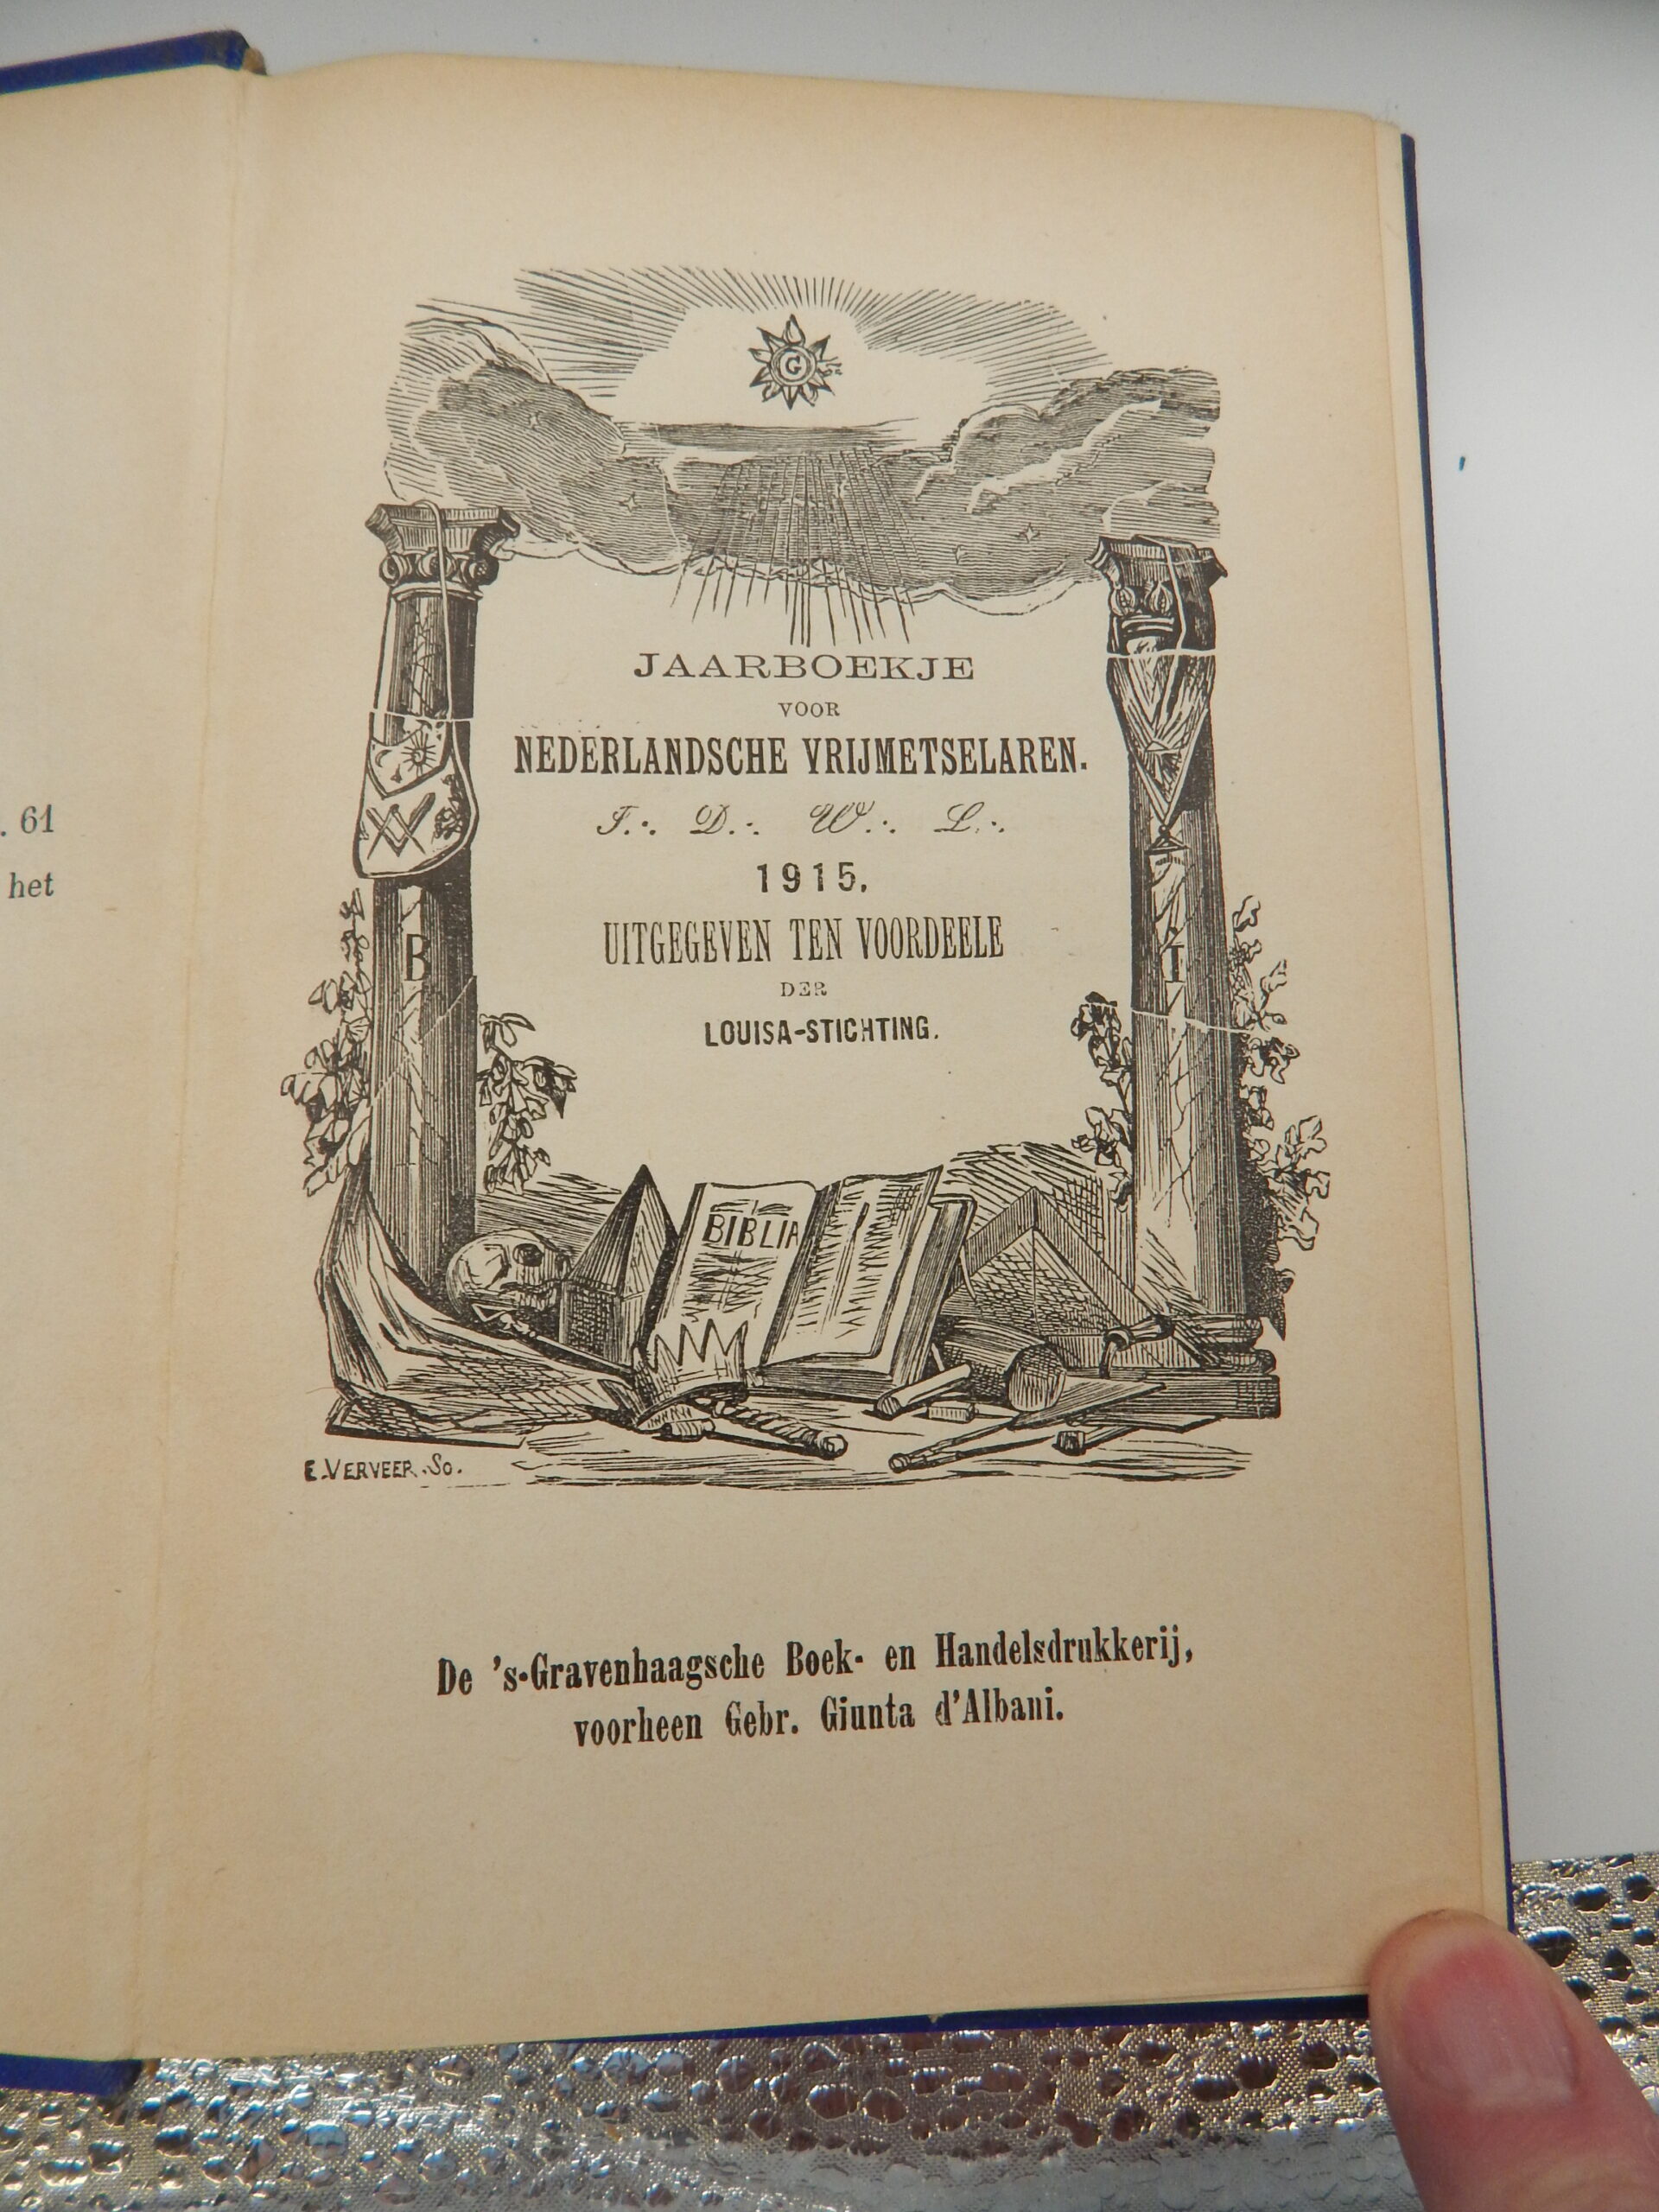 . 61
het
G
JAARBOEKJE
VOOR
NEDERLANDSCHE VRIJMETSELAREN.
I∴ D∴ W∴ L∴
1915.
UITGEGEVEN TEN VOORDEELE
DER
LOUISA-STICHTING.
B
I
BIBLIA
E.VERVEER.So.
De 's-Gravenhaagsche Boek- en Handelsdrukkerij,
voorheen Gebr. Giunta d'Albani.